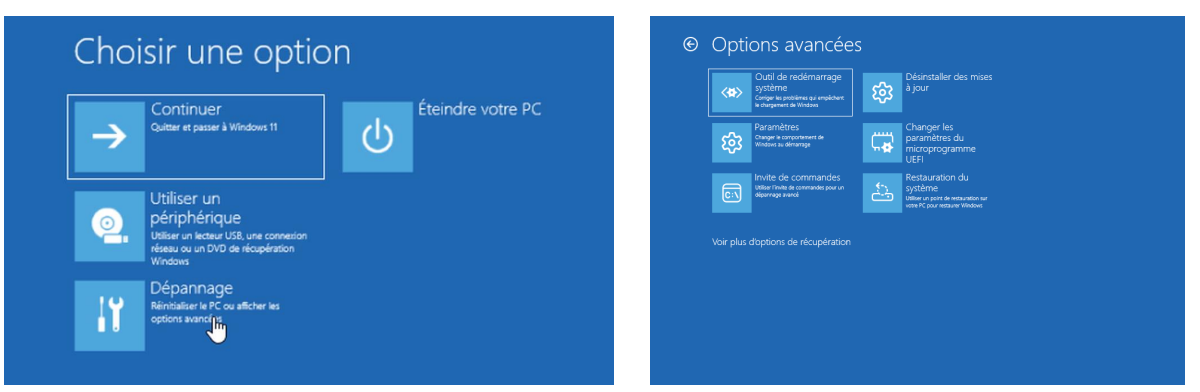 Choisir une option
Continuer
Quitter et passer à Windows 11
Éteindre votre PC
Utiliser un
périphérique
Utiliser un lecteur USB, une connexion
réseau ou un DVD de récupération
Windows
Dépannage
Réinitialiser le PC ou afficher les
options avancées
Options avancées
Outil de redémarrage
système
Corriger les problèmes qui empêchent
le chargement de Windows
Désinstaller des mises
à jour
Paramètres
Changer le comportement de
Windows au démarrage
Changer les
paramètres du
microprogramme
UEFI
Invite de commandes
Utiliser l'invite de commandes pour un
dépannage avancé
C:\
Restauration du
système
Utiliser un point de restauration sur
votre PC pour restaurer Windows
Voir plus d'options de récupération